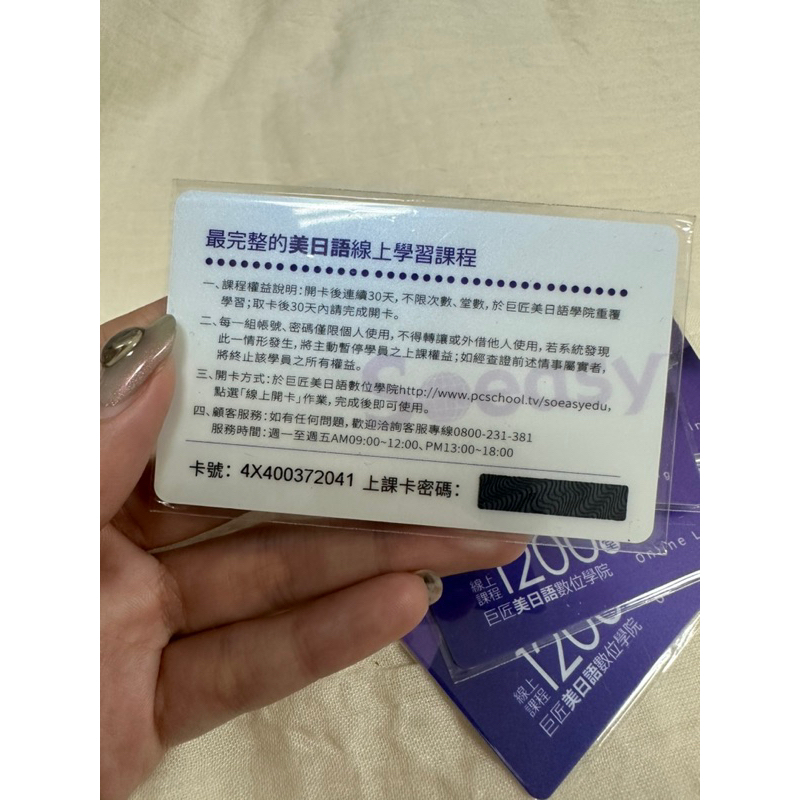 最完整的美日語線上學習課程
一、課程權益說明：開卡後連續30天，不限次數、堂數，於巨匠美日語學院重覆
學習；取卡後30天內請完成開卡。
二、每一組帳號、密碼僅限個人使用，不得轉讓或外借他人使用，若系統發現
此一情形發生，將主動暫停學員之上課權益；如經查證前述情事屬實者，
將終止該學員之所有權益。
三、開卡方式：於巨匠美日語數位學院http://www.pcschool.tv/soeasyedu，
點選「線上開卡」作業，完成後即可使用。
四、顧客服務：如有任何問題，歡迎洽詢客服專線0800-231-381
服務時間：週一至週五AM09:00~12:00、PM13:00~18:00
Soeasy
卡號：4X400372041 上課卡密碼：
線上
課程
1200
堂
Online L
巨匠美日語數位學院
線上
課程
120
巨匠美日語數位學院